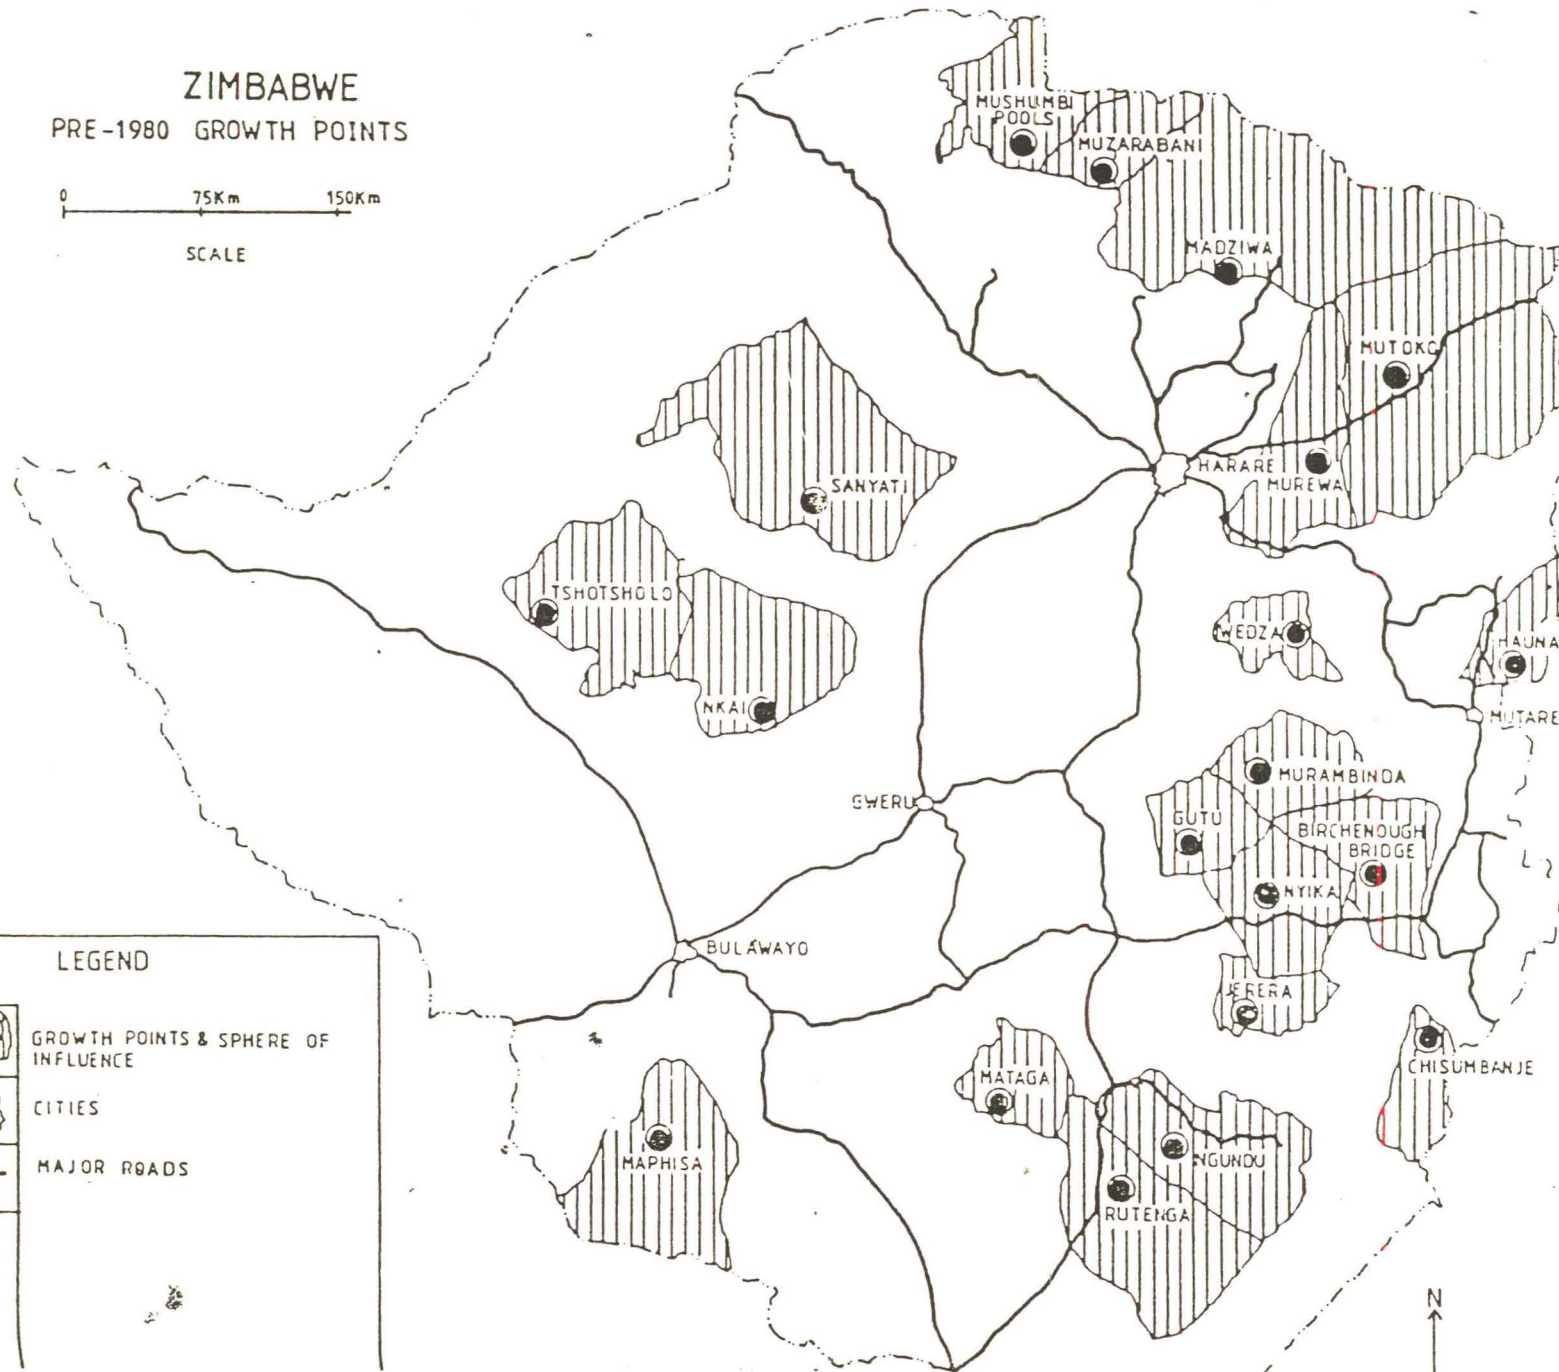 ZIMBABWE
PRE-1980 GROWTH POINTS
0 75Km 150Km
SCALE
MUSHUMBI
POOLS
MUZARABANI
MADZIWA
MUTOKO
HARARE
MUREWA
SANYATI
TSHOTSHOLO
NKAI
WEDZA
HAUNA
MUTARE
MURAMBINDA
GWERU
GUTU
BIRCHENOUGH
BRIDGE
NYIKA
BULAWAYO
JERERA
CHISUMBANJE
MATAGA
MAPHISA
NGUNDU
RUTENGA
LEGEND
GROWTH POINTS & SPHERE OF
INFLUENCE
CITIES
MAJOR ROADS
N